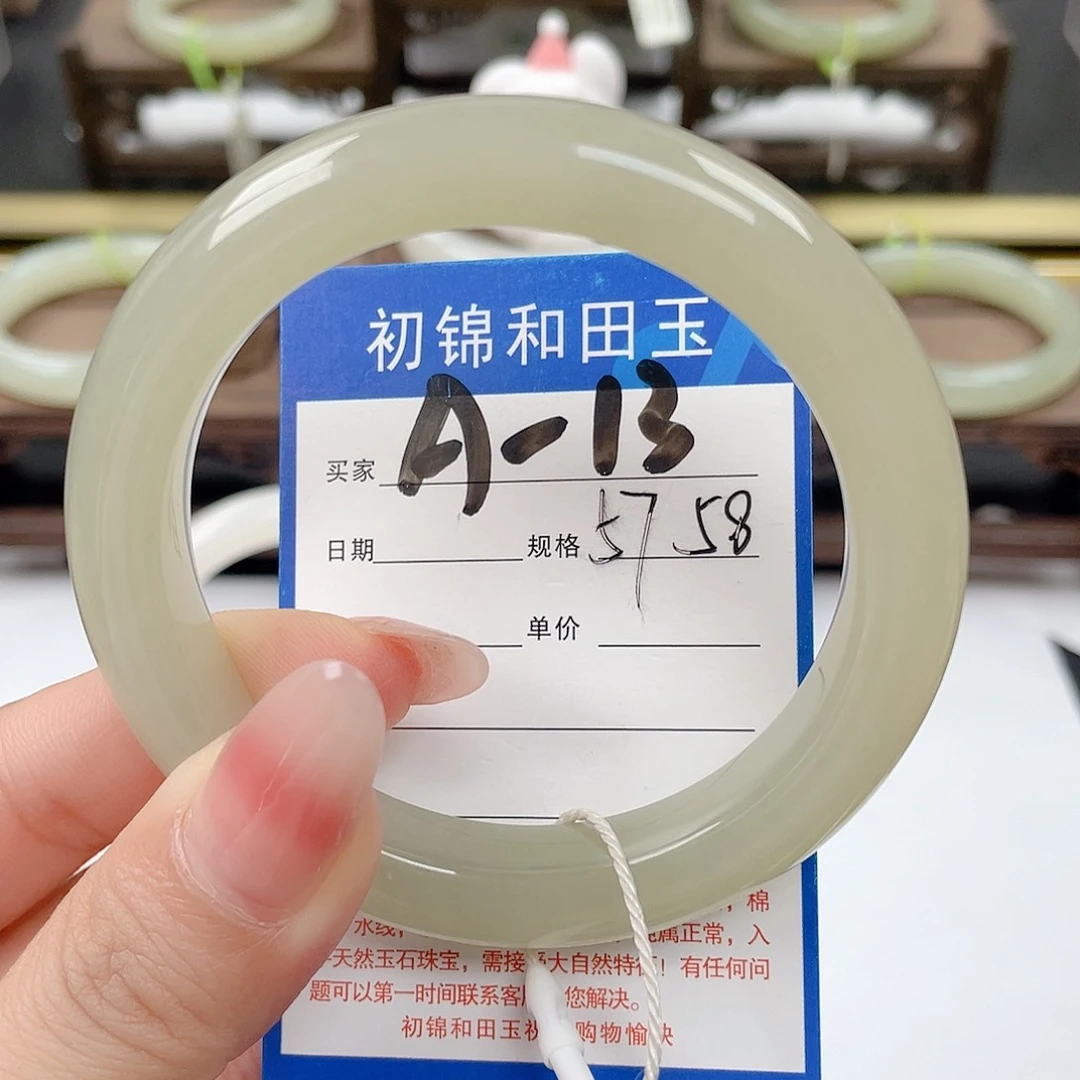 初锦和田玉
买家 A-13
日期 规格 57 58
单价
，棉
水线， 纯属正常，入
天然玉石珠宝，需接受大自然特征！有任何问
题可以第一时间联系客 您解决。
初锦和田玉祝 购物愉快